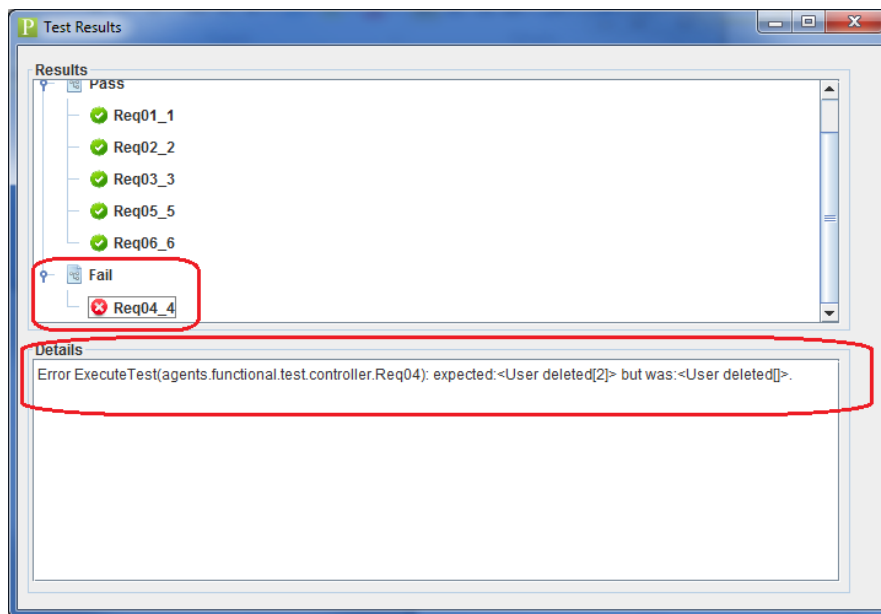 P Test Results
Results
Pass
Req01_1
Req02_2
Req03_3
Req05_5
Req06_6
Fail
Req04_4
Details
Error ExecuteTest(agents.functional.test.controller.Req04): expected:<User deleted[2]> but was:<User deleted[]>.